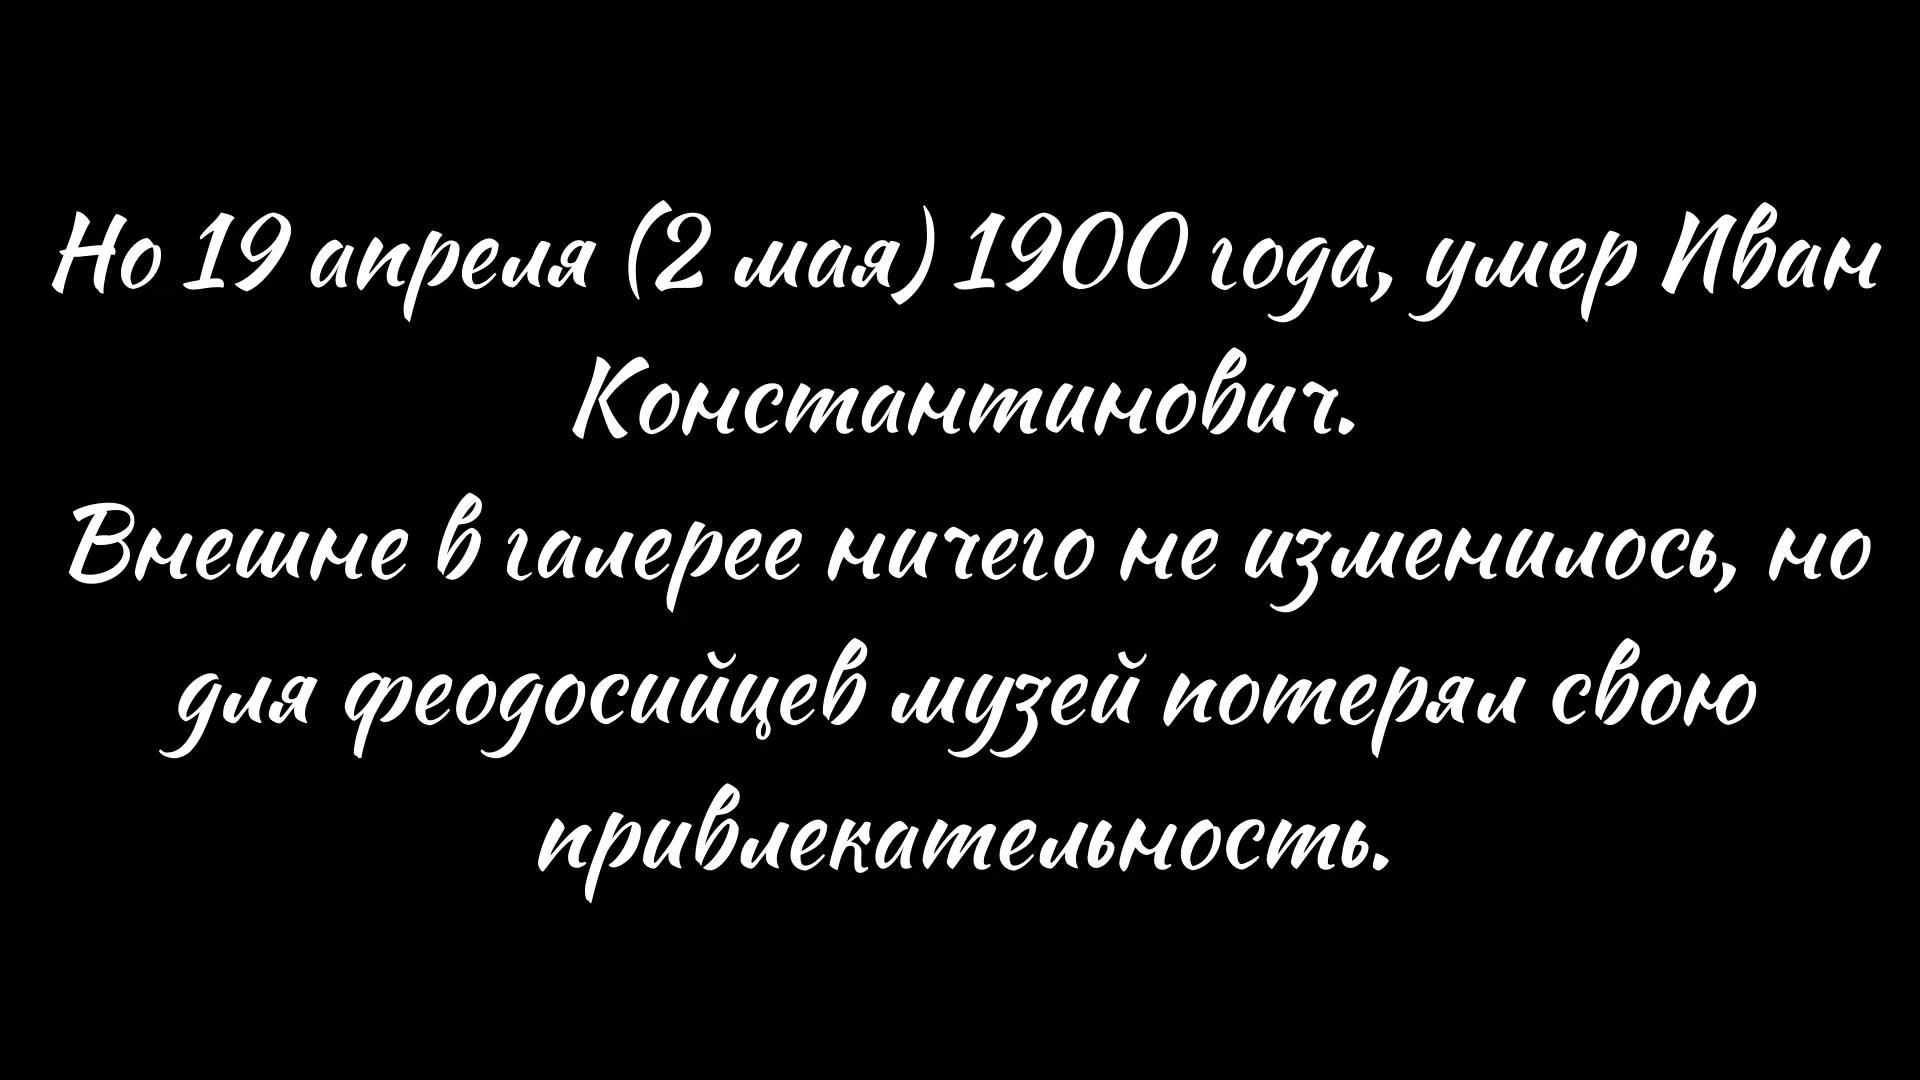 Но 19 апреля (2 мая) 1900 года, умер Иван
Константинович.
Внешне в галерее ничего не изменилось, но
для феодосийцев музей потерял свою
привлекательность.